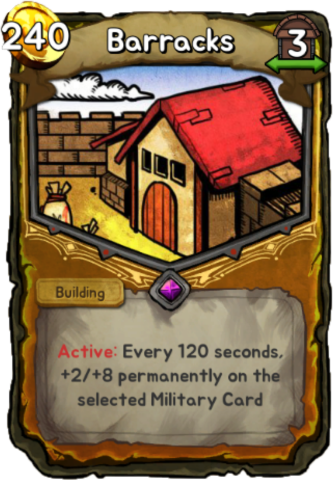 240
Barracks
3
Building
Active: Every 120 seconds,
+2/+8 permanently on the
selected Military Card